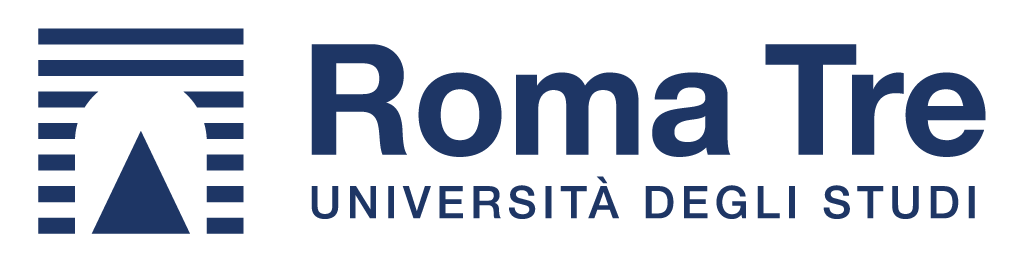 Roma Tre
UNIVERSITÀ DEGLI STUDI